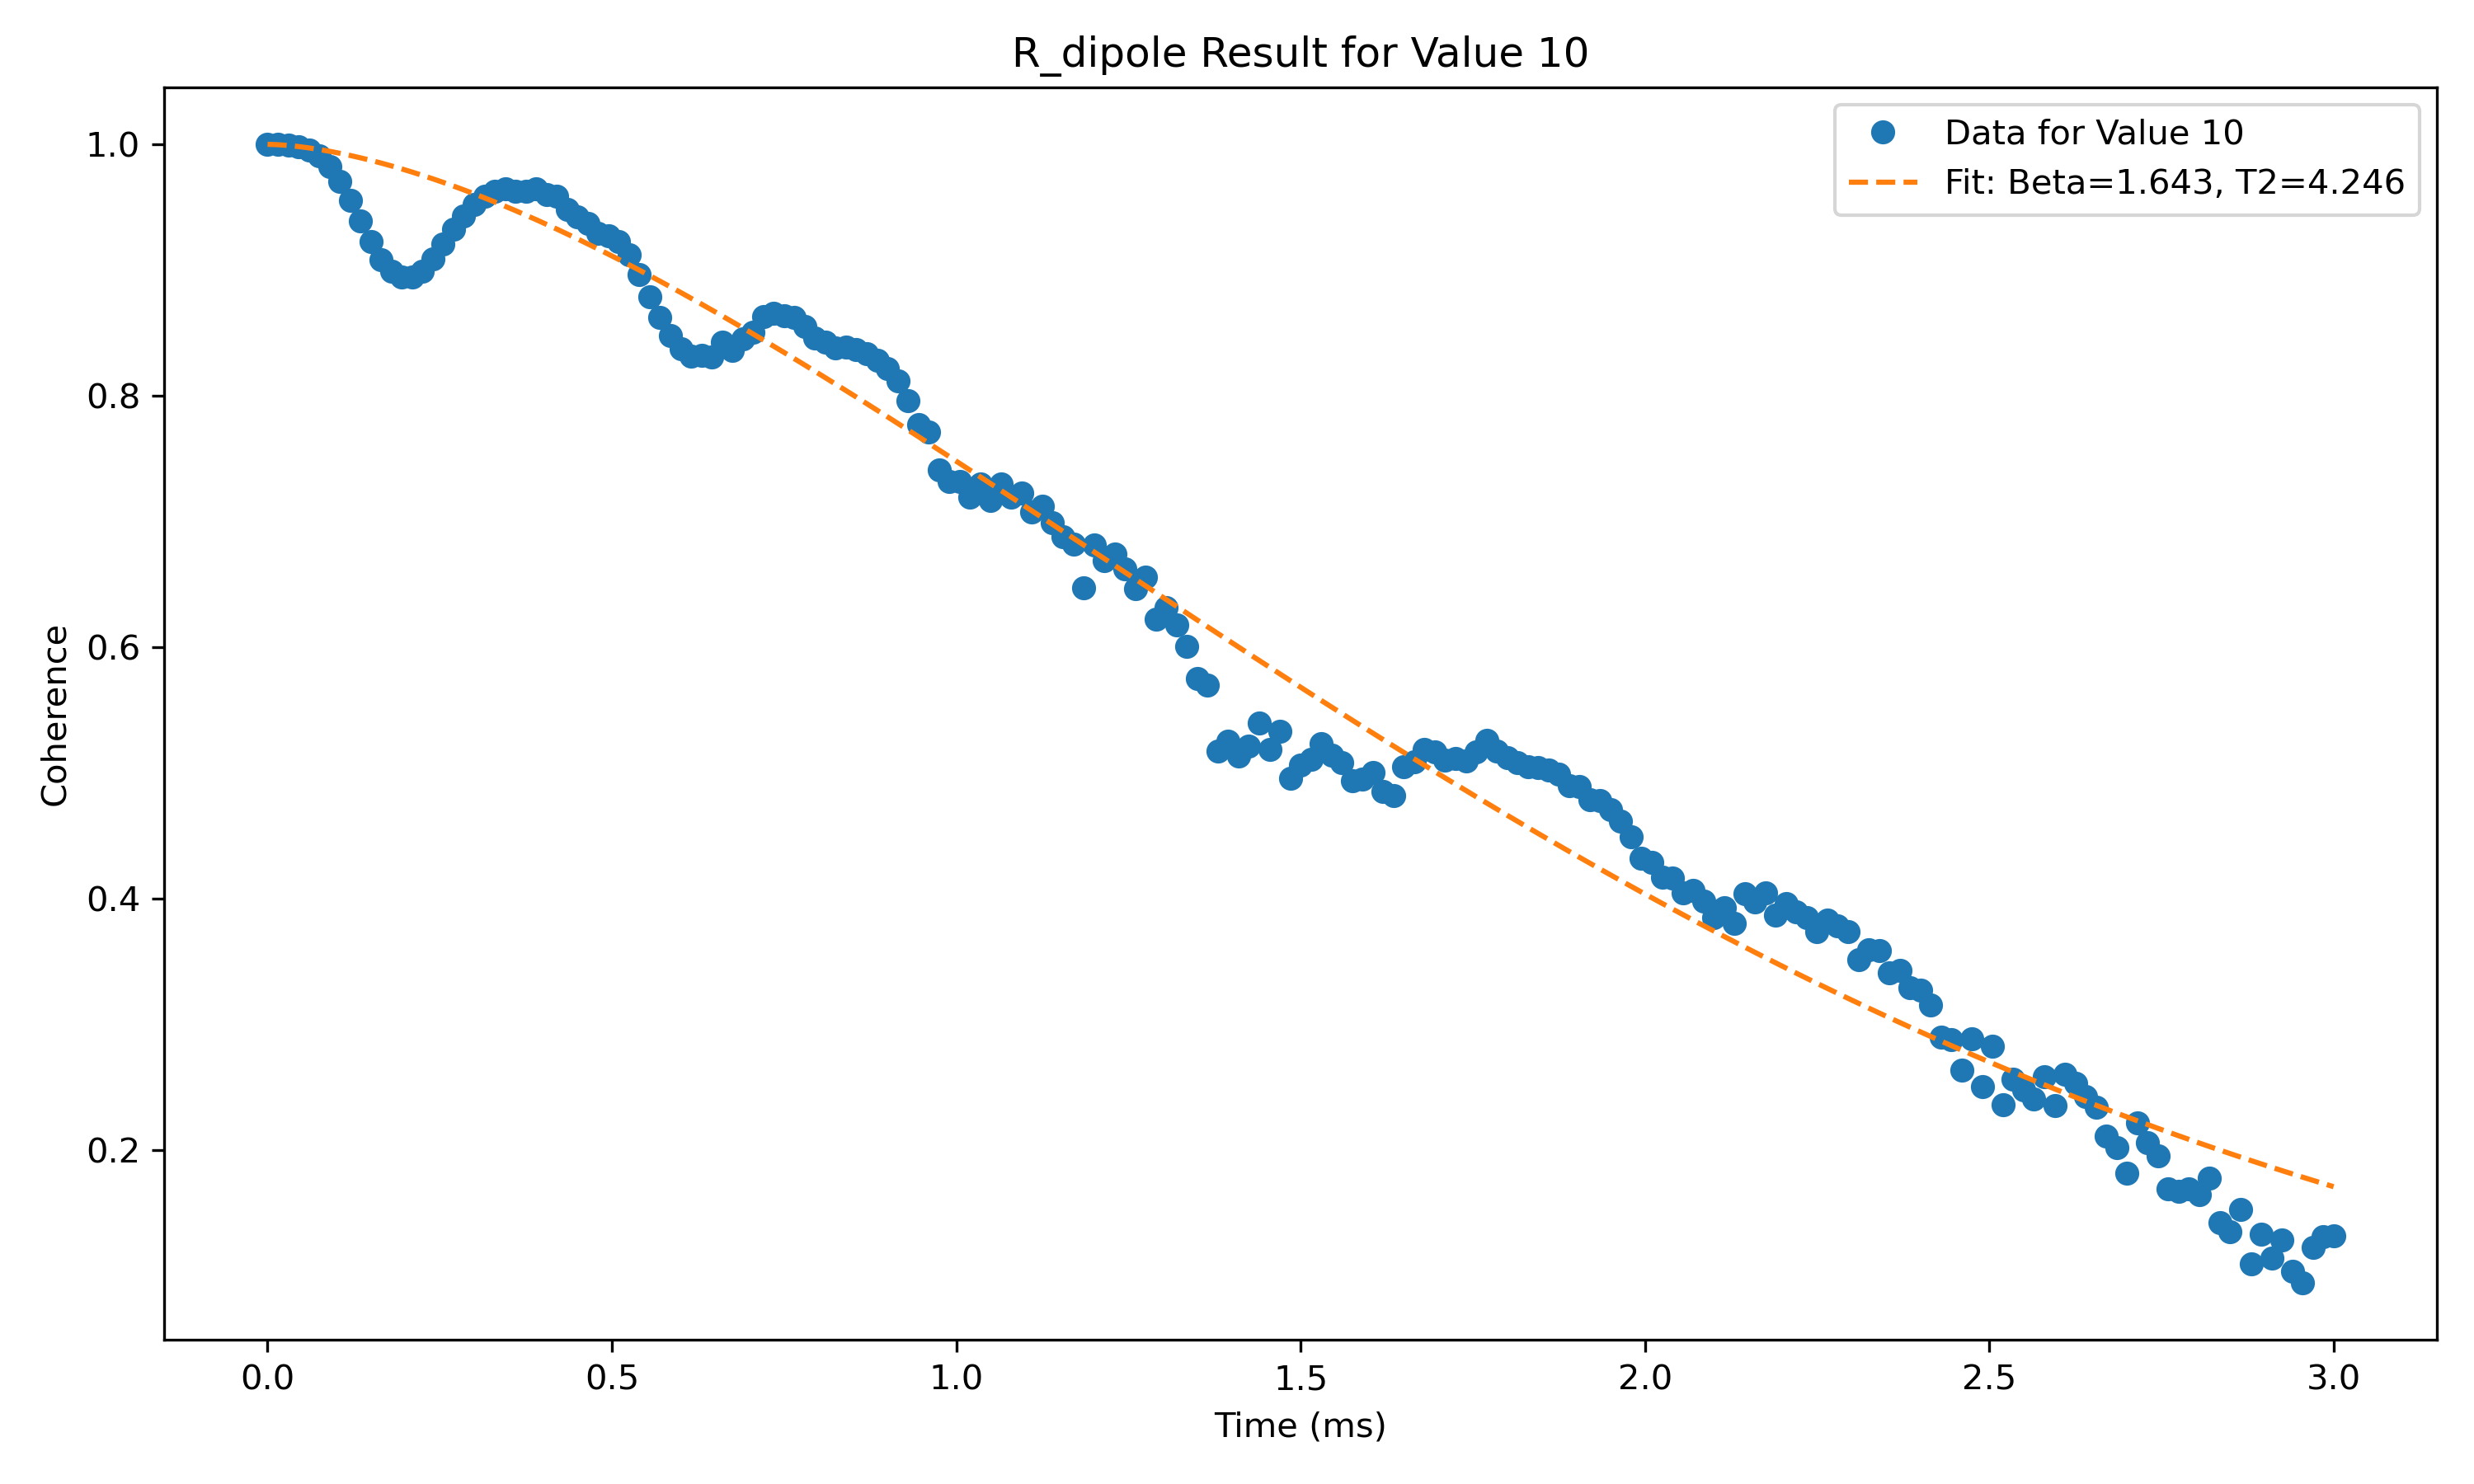 R_dipole Result for Value 10
Data for Value 10
Fit: Beta=1.643, T2=4.246
1.0
0.8
0.6
0.4
0.2
Coherence
0.0 0.5 1.0 1.5 2.0 2.5 3.0
Time (ms)